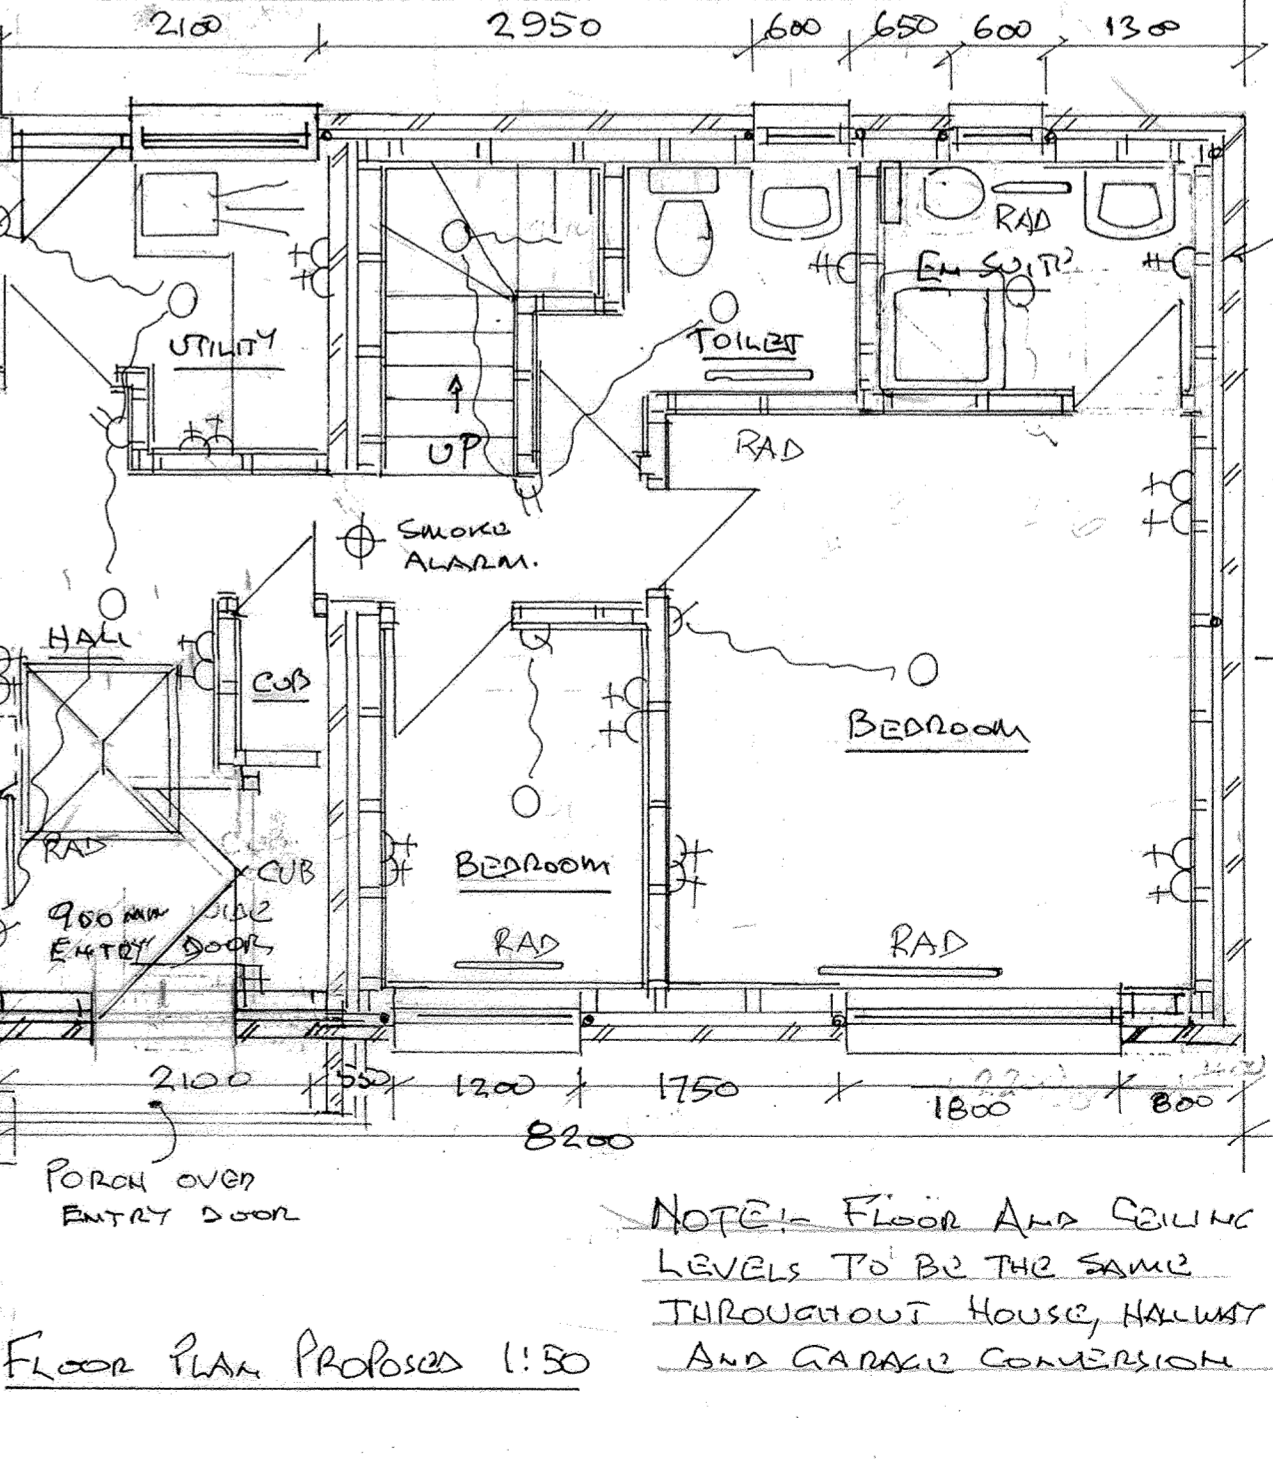 2100 2950 600 650 600 1300
RAD
EN SUITE
UTILITY
TOILET
UP
RAD
SMOKE
ALARM.
HALL
CUB
BEDROOM
RAD
CUB
BEDROOM
900 MM WIDE
ENTRY DOOR
RAD
RAD
2100 550 1200 1750 1800 800
8200
PORCH OVER
ENTRY DOOR
NOTE:- FLOOR AND CEILING
LEVELS TO BE THE SAME
THROUGHOUT HOUSE, HALLWAY
AND GARAGE CONVERSION
FLOOR PLAN PROPOSED 1:50